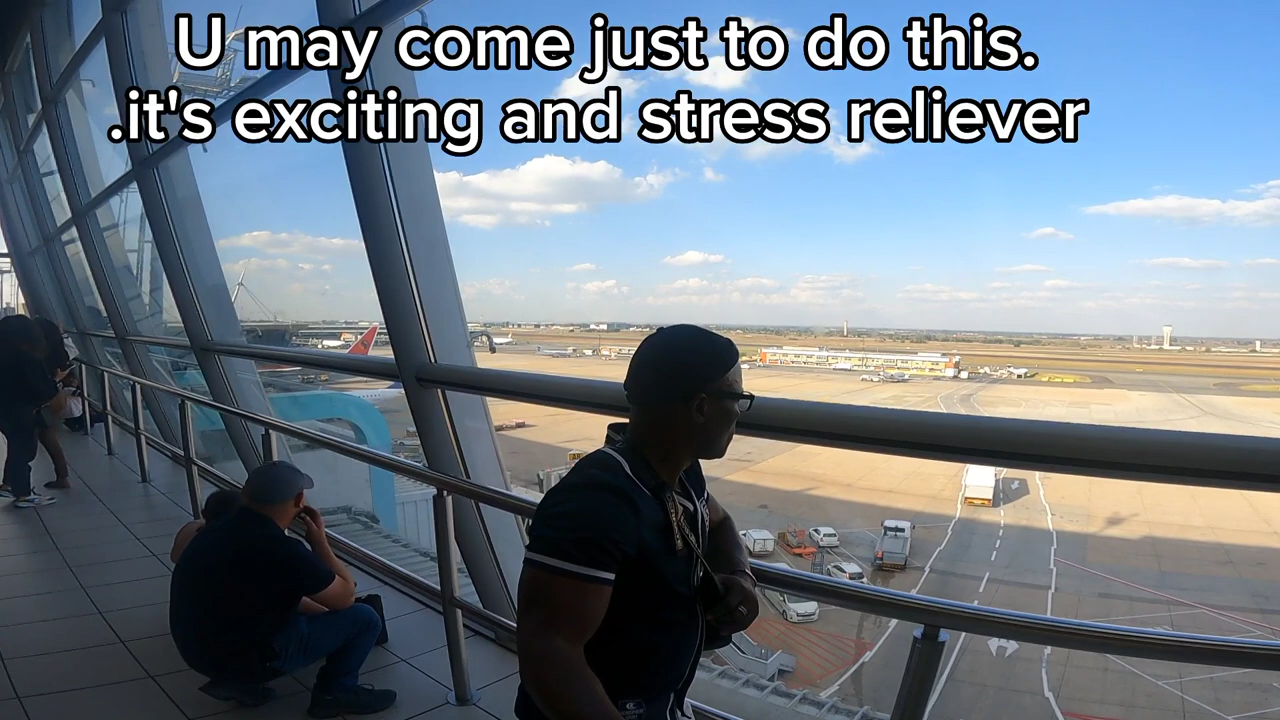 U may come just to do this.
.it's exciting and stress reliever